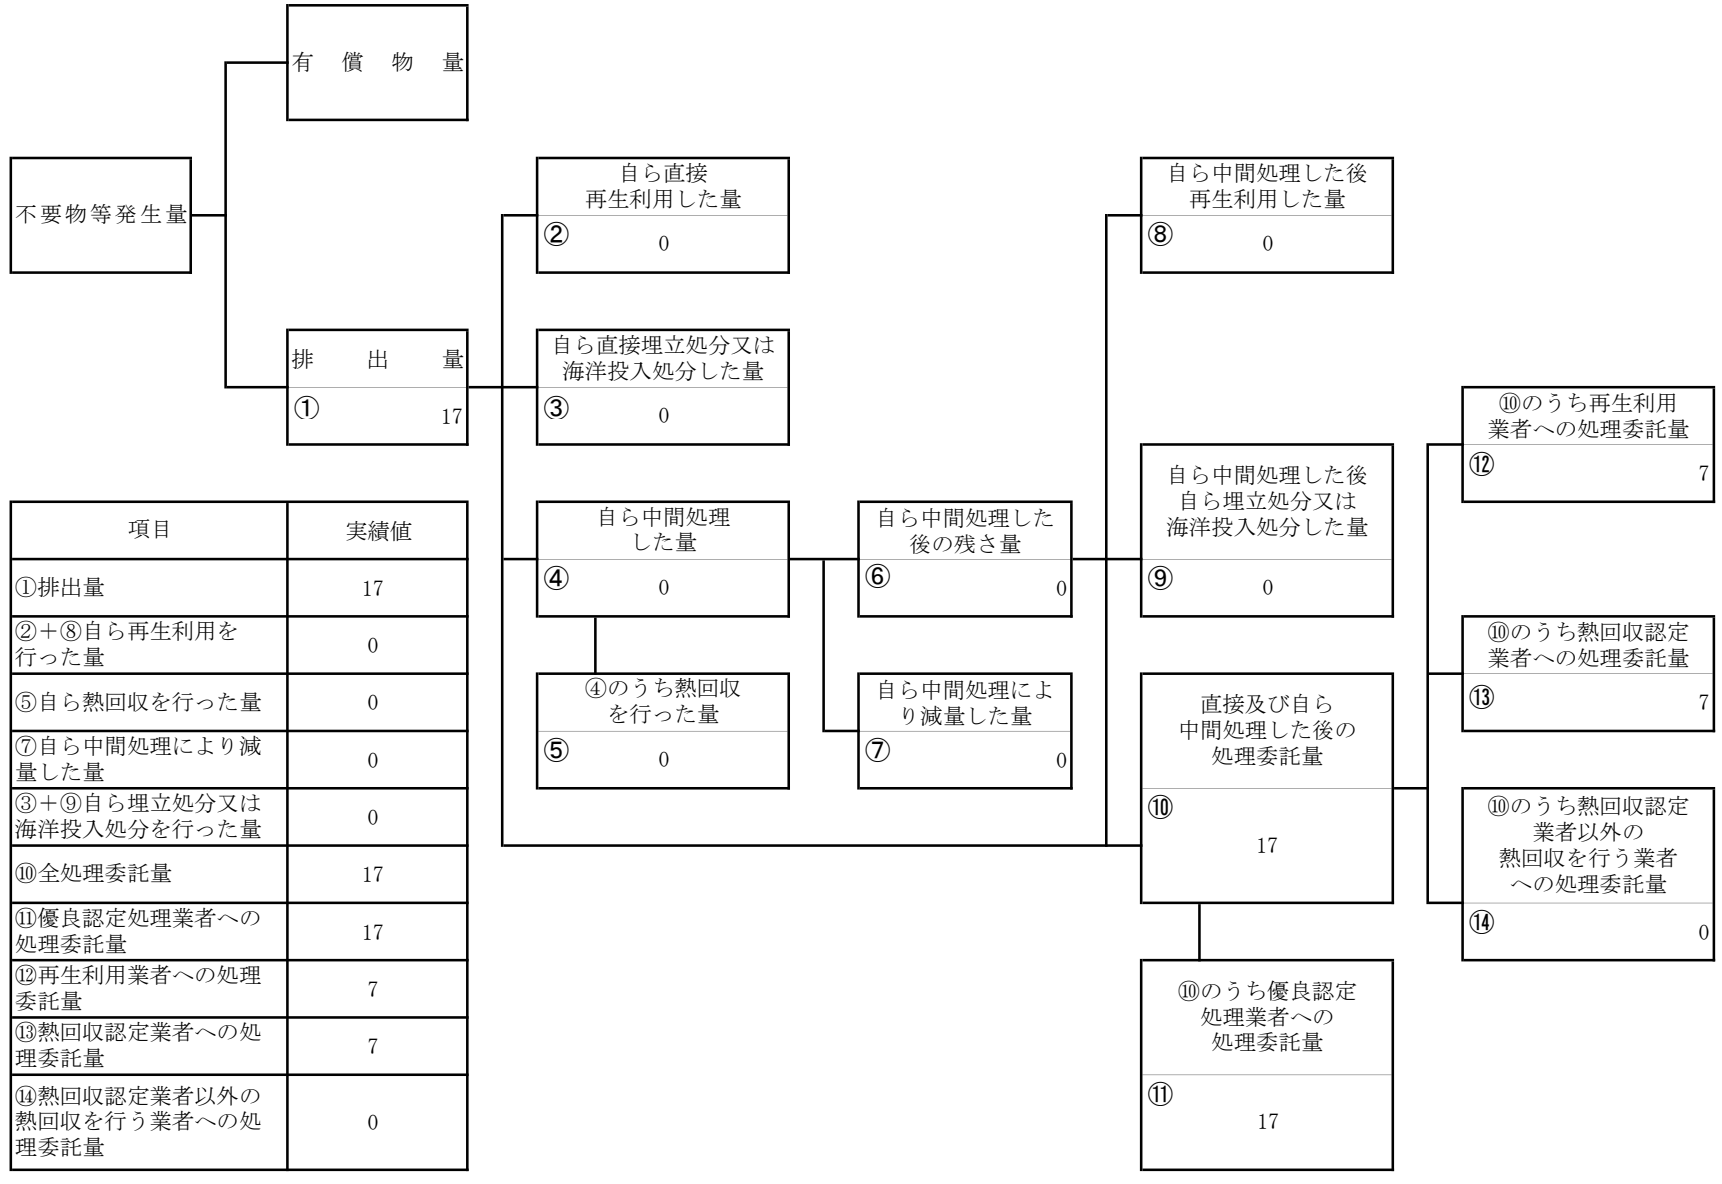 有償物量
不要物等発生量
自ら直接
再生利用した量
②
0
自ら中間処理した後
再生利用した量
⑧
0
排出量
①
17
自ら直接埋立処分又は
海洋投入処分した量
③
0
⑩のうち再生利用
業者への処理委託量
⑫
7
自ら中間処理
した量
④
0
自ら中間処理した
後の残さ量
⑥
0
自ら中間処理した後
自ら埋立処分又は
海洋投入処分した量
⑨
0
⑩のうち熱回収認定
業者への処理委託量
⑬
7
④のうち熱回収
を行った量
⑤
0
自ら中間処理によ
り減量した量
⑦
0
直接及び自ら
中間処理した後の
処理委託量
⑩
17
⑩のうち熱回収認定
業者以外の
熱回収を行う業者
への処理委託量
⑭
0
⑩のうち優良認定
処理業者への
処理委託量
⑪
17
項目
実績値
①排出量
17
②＋⑧自ら再生利用を
行った量
0
⑤自ら熱回収を行った量
0
⑦自ら中間処理により減
量した量
0
③＋⑨自ら埋立処分又は
海洋投入処分を行った量
0
⑩全処理委託量
17
⑪優良認定処理業者への
処理委託量
17
⑫再生利用業者への処理
委託量
7
⑬熱回収認定業者への処
理委託量
7
⑭熱回収認定業者以外の
熱回収を行う業者への処
理委託量
0